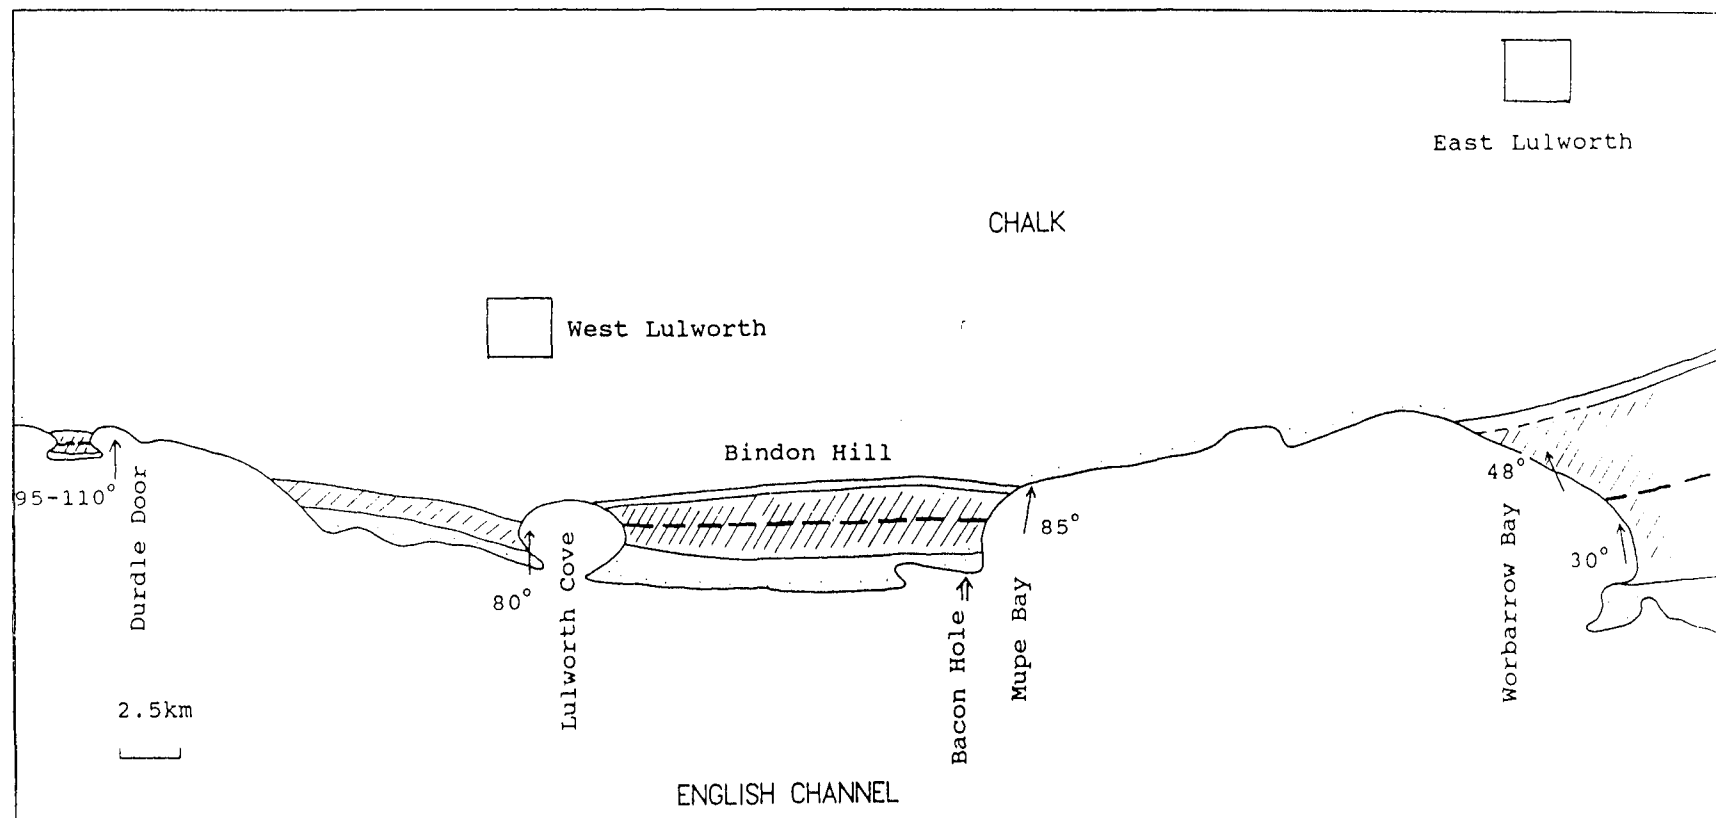 East Lulworth
CHALK
West Lulworth
Bindon Hill
95-110°
Durdle Door
80°
Lulworth Cove
Bacon Hole
Mupe Bay
85°
48°
Worbarrow Bay
30°
2.5km
ENGLISH CHANNEL